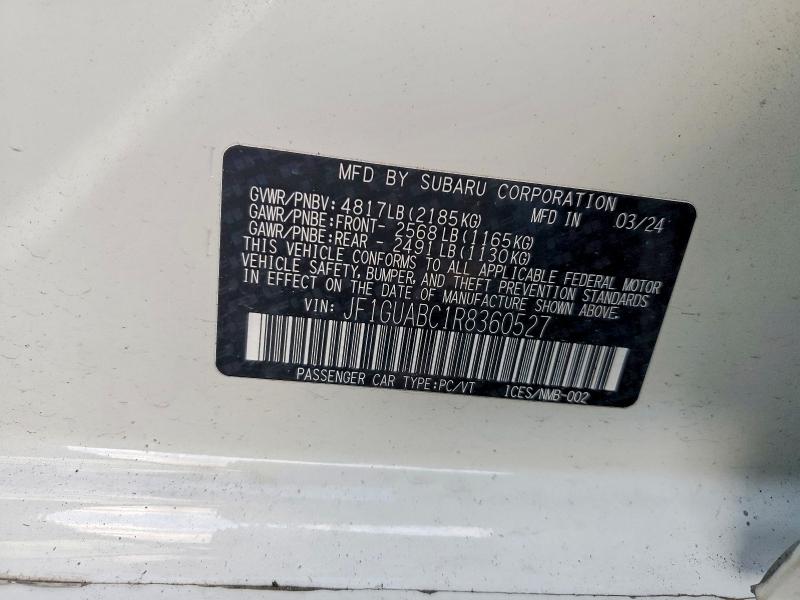 MFD BY SUBARU CORPORATION
GVWR/PNBV: 4817LB(2185KG) MFD IN 03/24
GAWR/PNBE:FRONT- 2568LB(1165KG)
GAWR/PNBE:REAR - 2491LB(1130KG)
THIS VEHICLE CONFORMS TO ALL APPLICABLE FEDERAL MOTOR
VEHICLE SAFETY, BUMPER, AND THEFT PREVENTION STANDARDS
IN EFFECT ON THE DATE OF MANUFACTURE SHOWN ABOVE.
VIN: JF1GUABC1R8360527
PASSENGER CAR TYPE:PC/VT ICES/NMB-002